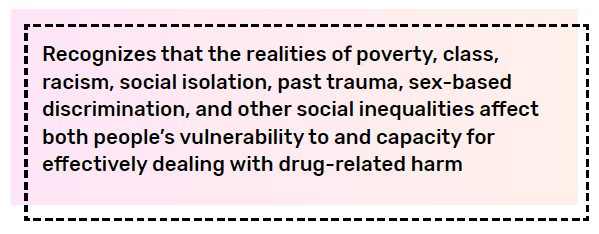 Recognizes that the realities of poverty, class,
racism, social isolation, past trauma, sex-based
discrimination, and other social inequalities affect
both people’s vulnerability to and capacity for
effectively dealing with drug-related harm